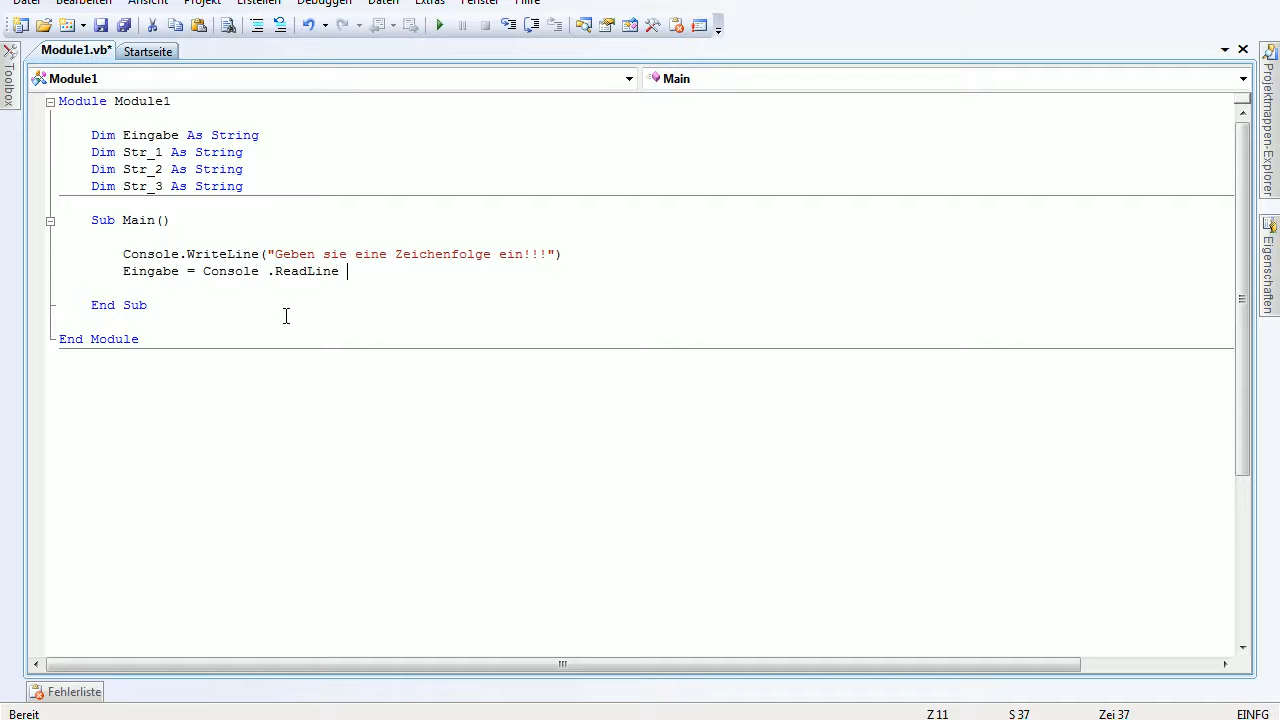 Datei Bearbeiten Ansicht Projekt Erstellen Debuggen Daten Extras Fenster Hilfe
Module1.vb* Startseite
Toolbox
Module1 Main
Module Module1
Dim Eingabe As String
Dim Str_1 As String
Dim Str_2 As String
Dim Str_3 As String
Sub Main()
Console.WriteLine("Geben sie eine Zeichenfolge ein!!!")
Eingabe = Console .ReadLine
End Sub
End Module
Projektmappen-Explorer
Eigenschaften
Fehlerliste
Bereit Z 11 S 37 Zei 37 EINFG